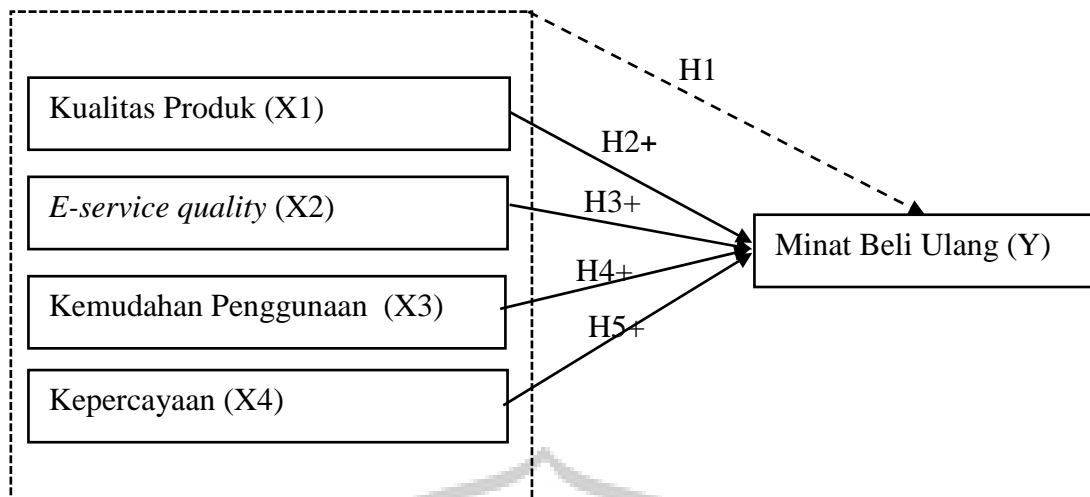 H1
Kualitas Produk (X1)
H2+
E-service quality (X2)
H3+
Minat Beli Ulang (Y)
H4+
Kemudahan Penggunaan (X3)
H5+
Kepercayaan (X4)